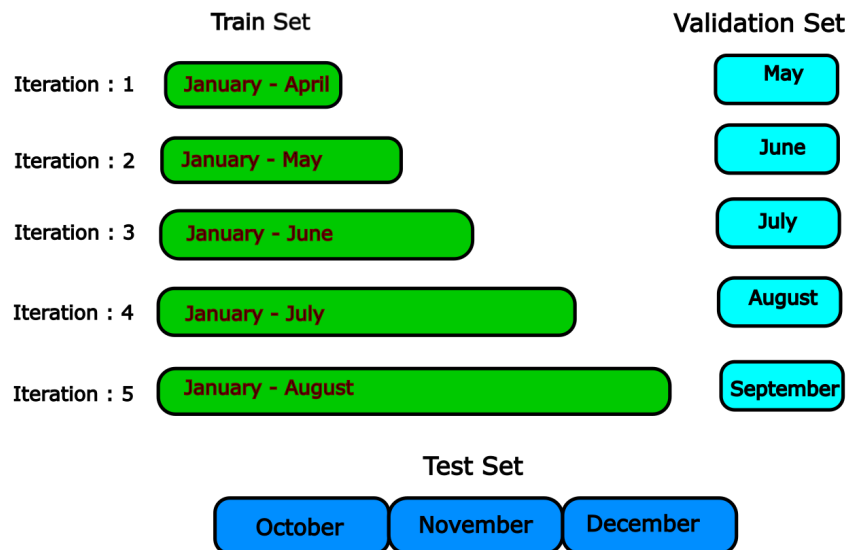 Train Set
Validation Set
Iteration : 1
January - April
May
Iteration : 2
January - May
June
Iteration : 3
January - June
July
Iteration : 4
January - July
August
Iteration : 5
January - August
September
Test Set
October
November
December